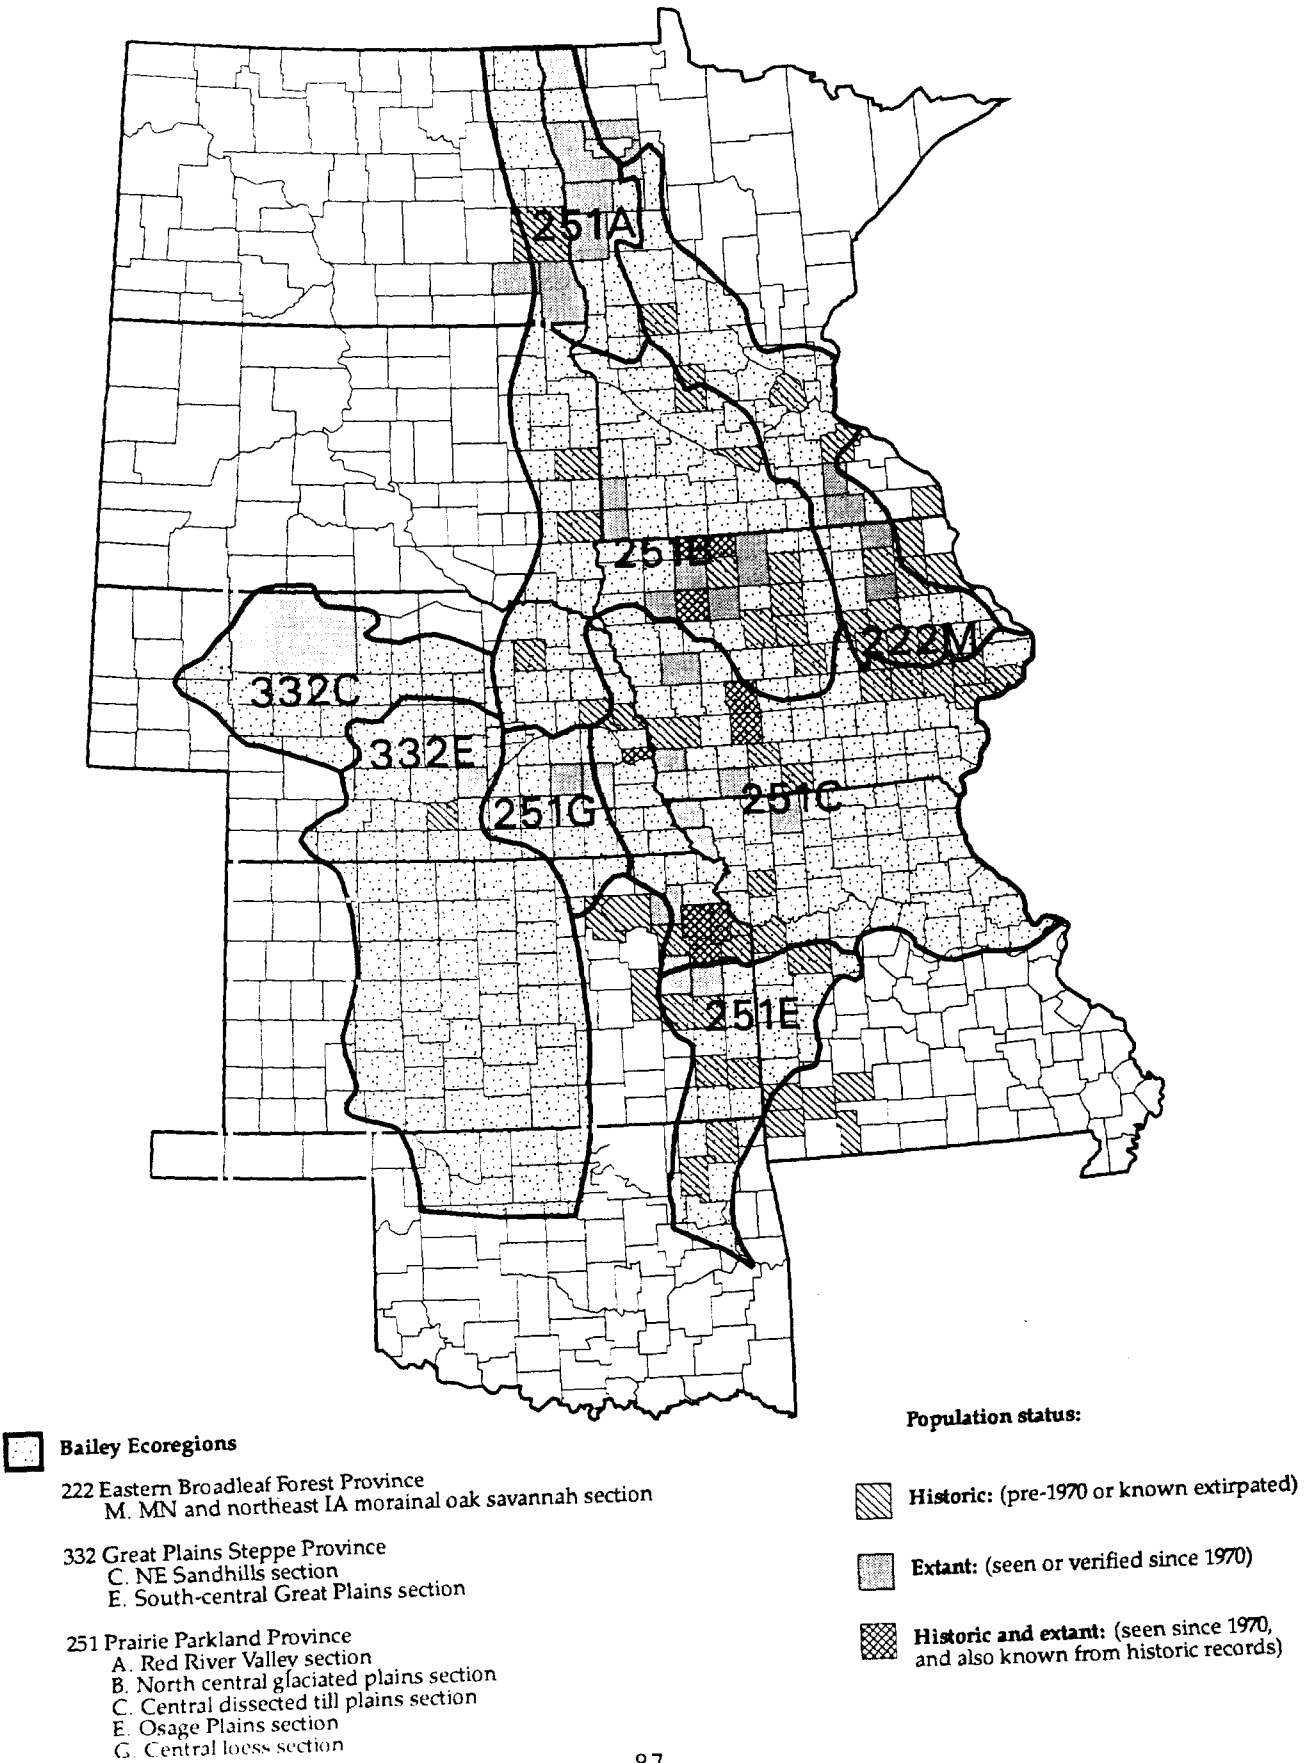 251A
251B
222M
332C
332E
251G
251C
251E
Bailey Ecoregions
222 Eastern Broadleaf Forest Province
M. MN and northeast IA morainal oak savannah section
332 Great Plains Steppe Province
C. NE Sandhills section
E. South-central Great Plains section
251 Prairie Parkland Province
A. Red River Valley section
B. North central glaciated plains section
C. Central dissected till plains section
E. Osage Plains section
G. Central loess section
Population status:
Historic: (pre-1970 or known extirpated)
Extant: (seen or verified since 1970)
Historic and extant: (seen since 1970,
and also known from historic records)
87